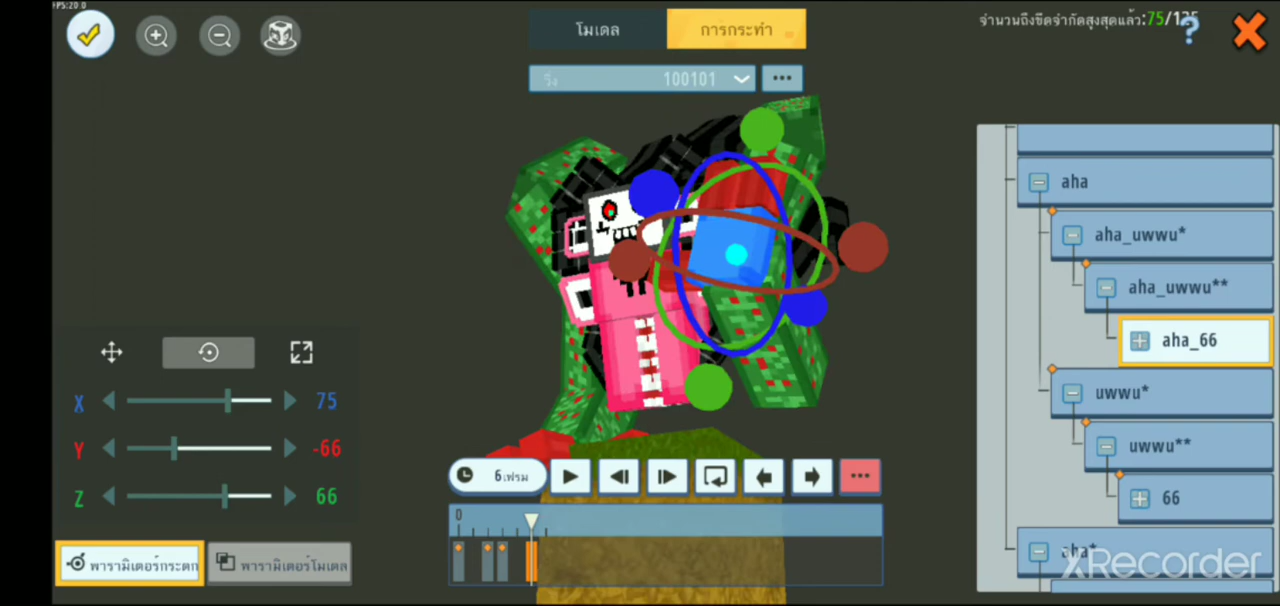 PS:20.0
โมเดล
การกระทำ
จำนวนถึงขีดจำกัดสูงสุดแล้ว:75/125
?
วิ่ง 100101
aha
aha_uwwu*
aha_uwwu**
aha_66
uwwu*
uwwu**
66
aha*
X 75
Y -66
Z 66
6เฟรม
0
พารามิเตอร์กระดูก
พารามิเตอร์โมเดล
XRecorder